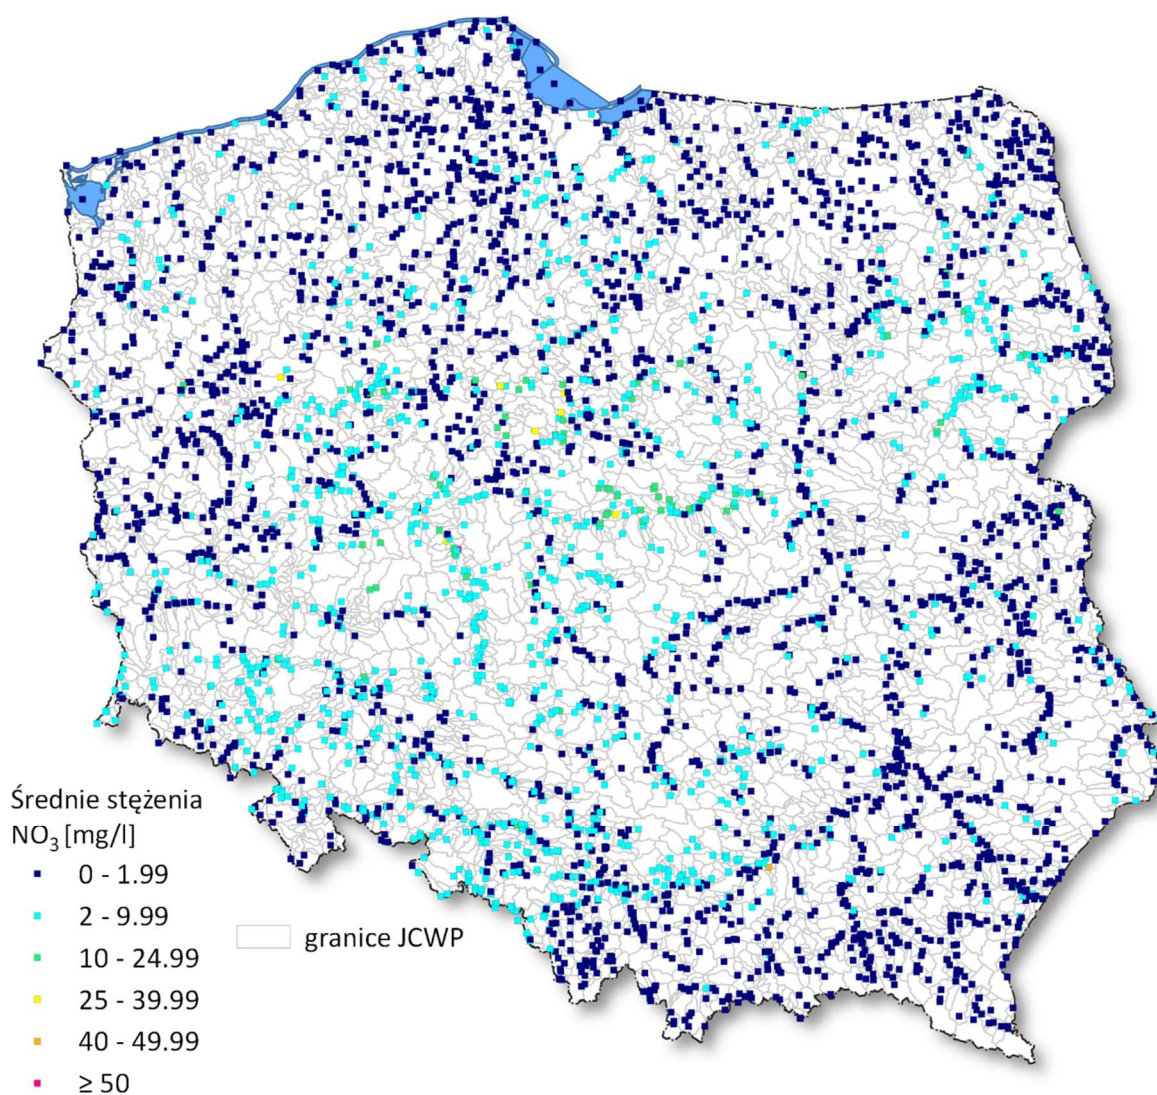 Średnie stężenia
NO₃ [mg/l]
0 - 1.99
2 - 9.99
10 - 24.99
25 - 39.99
40 - 49.99
≥ 50
granice JCWP